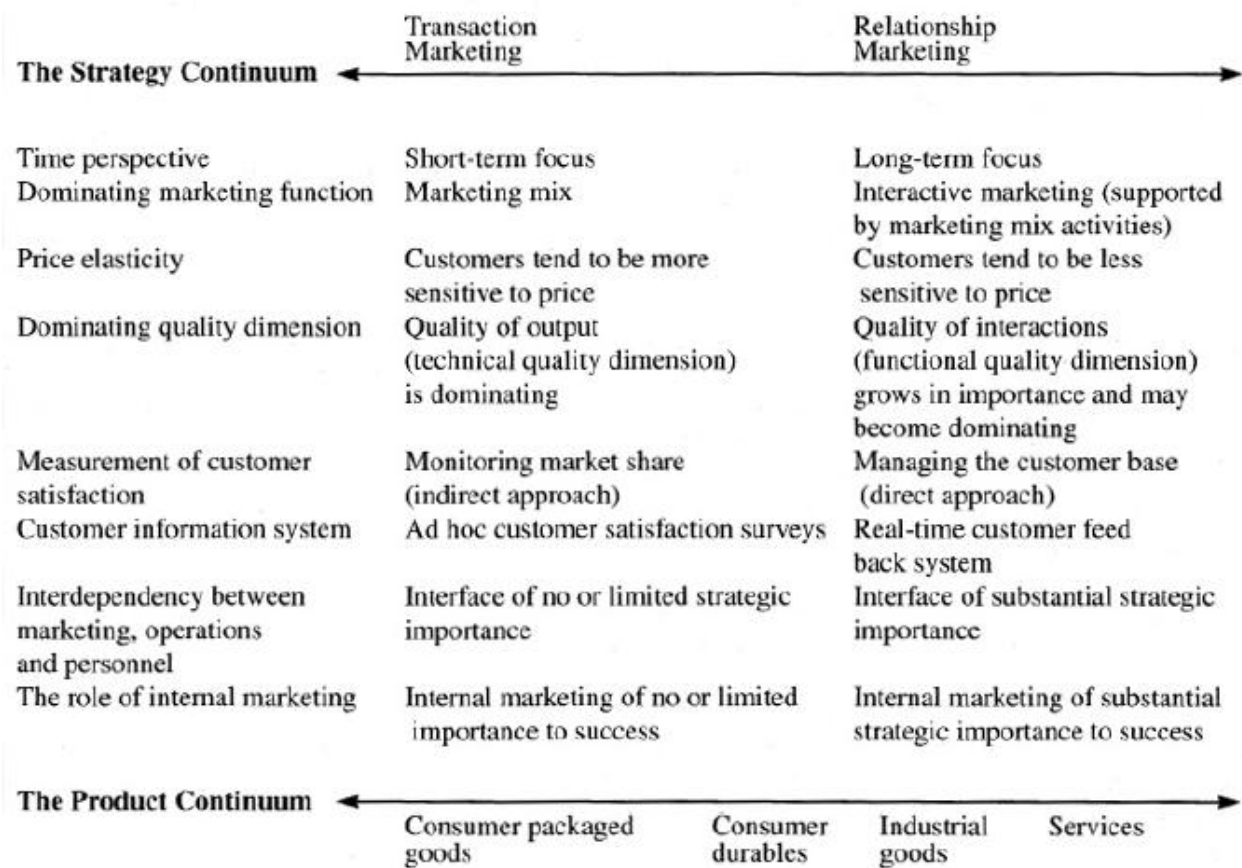 Transaction Marketing
Relationship Marketing
The Strategy Continuum
Time perspective
Short-term focus
Long-term focus
Dominating marketing function
Marketing mix
Interactive marketing (supported
by marketing mix activities)
Price elasticity
Customers tend to be more
sensitive to price
Customers tend to be less
sensitive to price
Dominating quality dimension
Quality of output
(technical quality dimension)
is dominating
Quality of interactions
(functional quality dimension)
grows in importance and may
become dominating
Measurement of customer
satisfaction
Monitoring market share
(indirect approach)
Managing the customer base
(direct approach)
Customer information system
Ad hoc customer satisfaction surveys
Real-time customer feed
back system
Interdependency between
marketing, operations
and personnel
Interface of no or limited strategic
importance
Interface of substantial strategic
importance
The role of internal marketing
Internal marketing of no or limited
importance to success
Internal marketing of substantial
strategic importance to success
The Product Continuum
Consumer packaged
goods
Consumer
durables
Industrial
goods
Services